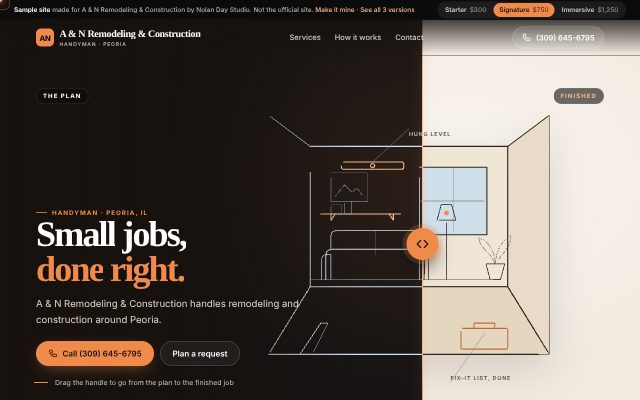 Sample site made for A & N Remodeling & Construction by Nolan Day Studio. Not the official site. Make it mine · See all 3 versions
Starter $300 Signature $750 Immersive $1,250
AN A & N Remodeling & Construction
HANDYMAN · PEORIA
Services How it works Contact
(309) 645-6795
THE PLAN
FINISHED
HUNG LEVEL
HANDYMAN · PEORIA, IL
Small jobs,
done right.
A & N Remodeling & Construction handles remodeling and
construction around Peoria.
Call (309) 645-6795 Plan a request
Drag the handle to go from the plan to the finished job
FIX-IT LIST, DONE